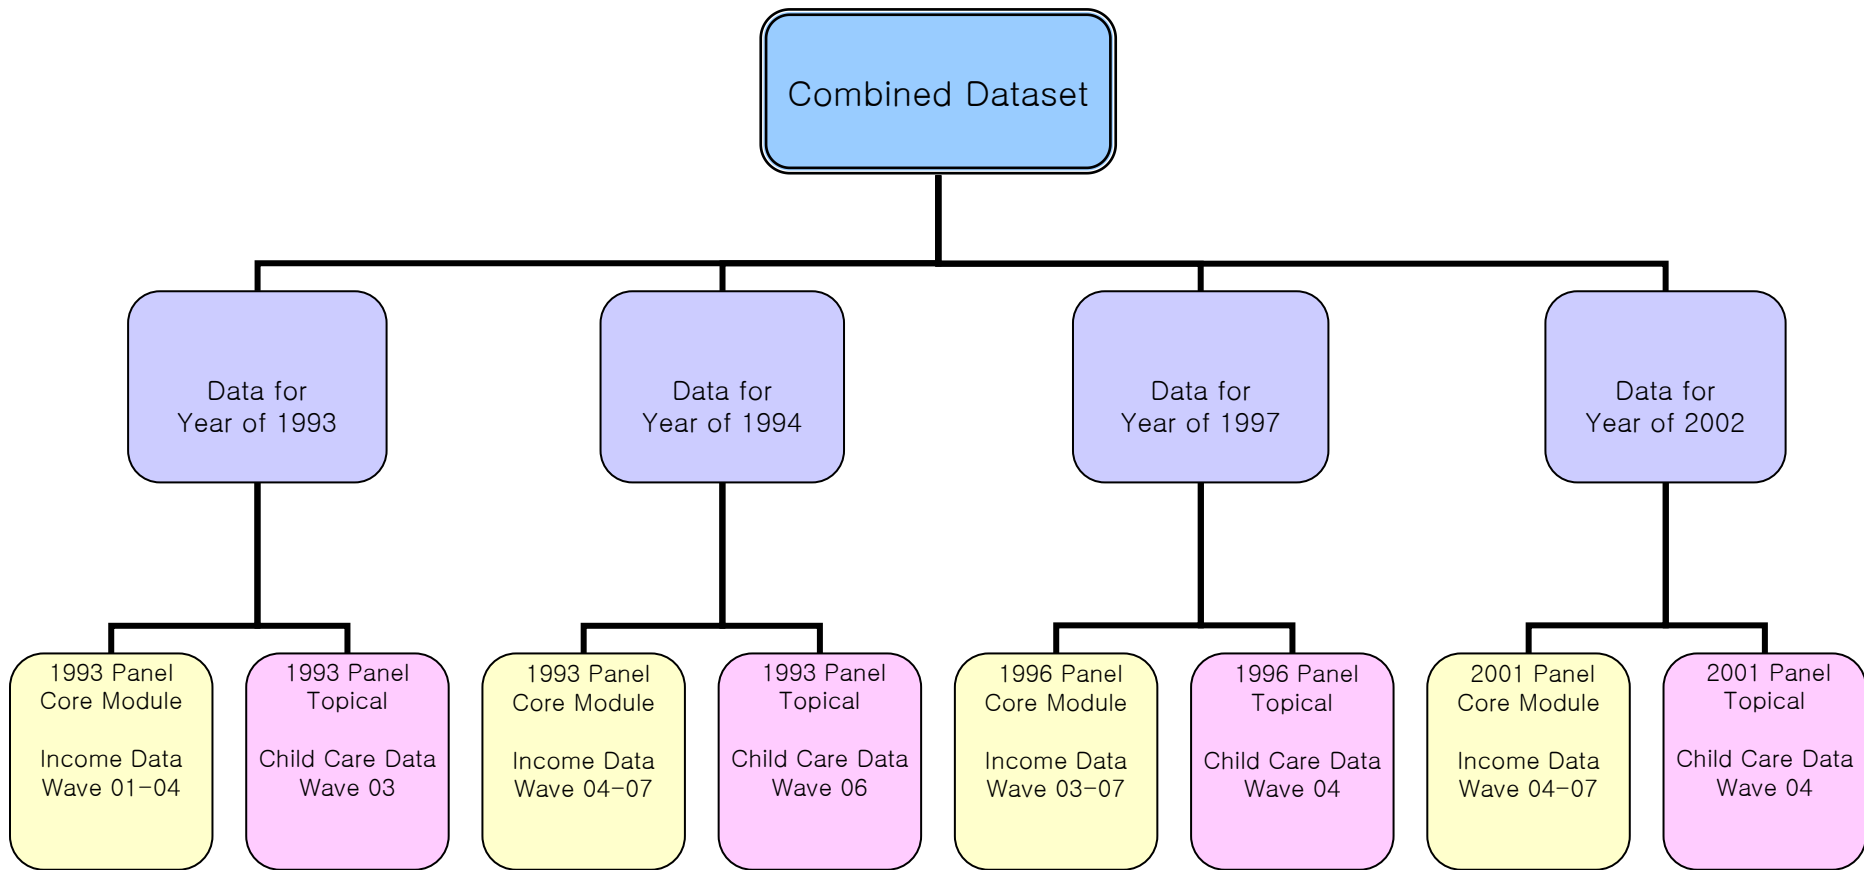 Combined Dataset
Data for
Year of 1993
Data for
Year of 1994
Data for
Year of 1997
Data for
Year of 2002
1993 Panel
Core Module
Income Data
Wave 01-04
1993 Panel
Topical
Child Care Data
Wave 03
1993 Panel
Core Module
Income Data
Wave 04-07
1993 Panel
Topical
Child Care Data
Wave 06
1996 Panel
Core Module
Income Data
Wave 03-07
1996 Panel
Topical
Child Care Data
Wave 04
2001 Panel
Core Module
Income Data
Wave 04-07
2001 Panel
Topical
Child Care Data
Wave 04